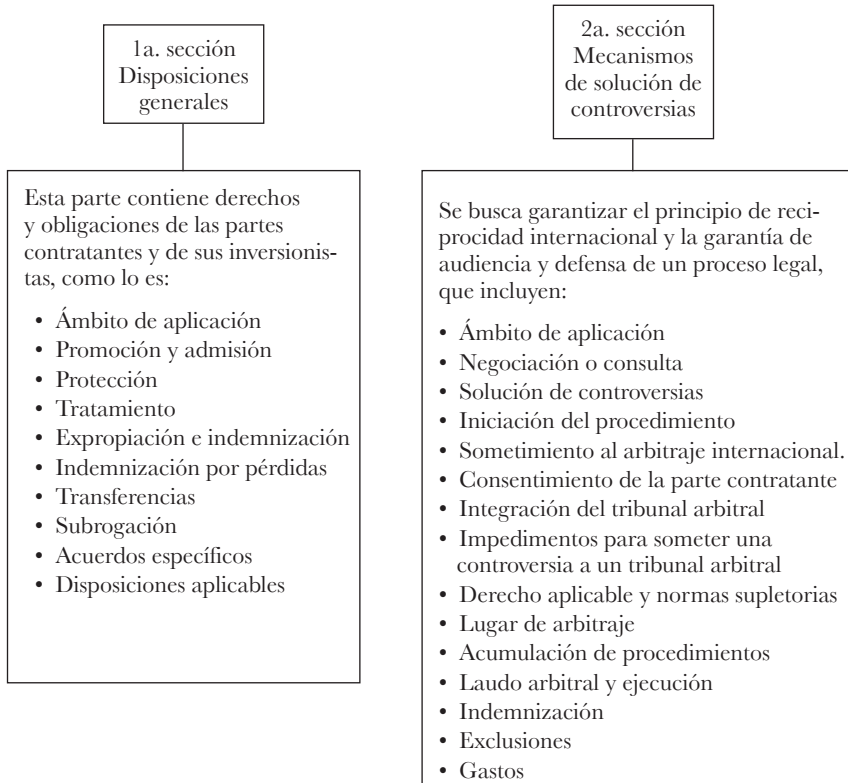 1a. sección
Disposiciones
generales
Esta parte contiene derechos
y obligaciones de las partes
contratantes y de sus inversionis-
tas, como lo es:
• Ámbito de aplicación
• Promoción y admisión
• Protección
• Tratamiento
• Expropiación e indemnización
• Indemnización por pérdidas
• Transferencias
• Subrogación
• Acuerdos específicos
• Disposiciones aplicables
2a. sección
Mecanismos
de solución de
controversias
Se busca garantizar el principio de reci-
procidad internacional y la garantía de
audiencia y defensa de un proceso legal,
que incluyen:
• Ámbito de aplicación
• Negociación o consulta
• Solución de controversias
• Iniciación del procedimiento
• Sometimiento al arbitraje internacional.
• Consentimiento de la parte contratante
• Integración del tribunal arbitral
• Impedimentos para someter una
controversia a un tribunal arbitral
• Derecho aplicable y normas supletorias
• Lugar de arbitraje
• Acumulación de procedimientos
• Laudo arbitral y ejecución
• Indemnización
• Exclusiones
• Gastos